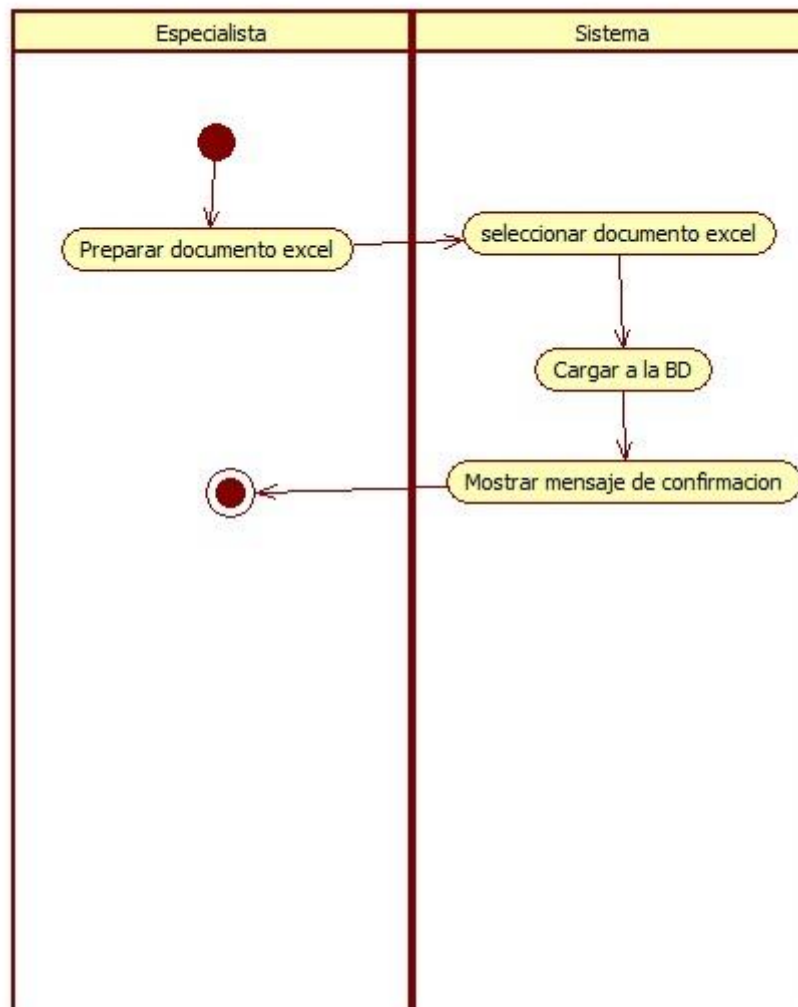 Especialista
Sistema
Preparar documento excel
seleccionar documento excel
Cargar a la BD
Mostrar mensaje de confirmacion